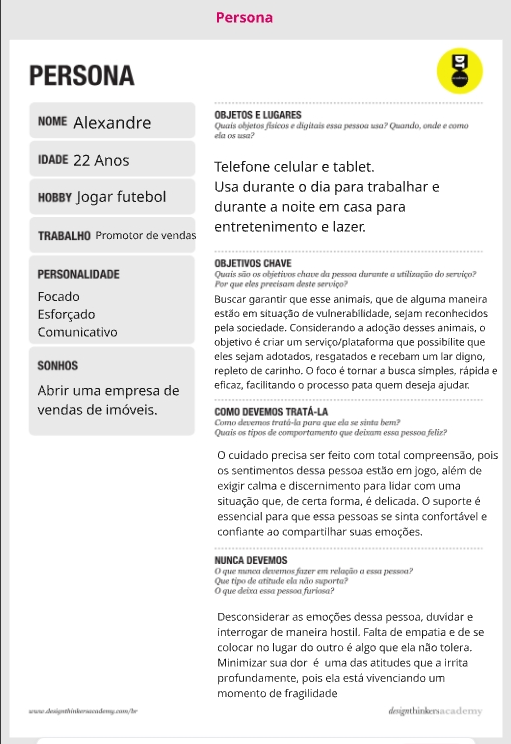 Persona
PERSONA
DT
NOME Alexandre
IDADE 22 Anos
HOBBY Jogar futebol
TRABALHO Promotor de vendas
PERSONALIDADE
Focado
Esforçado
Comunicativo
SONHOS
Abrir uma empresa de
vendas de imóveis.
OBJETOS E LUGARES
Quais objetos físicos e digitais essa pessoa usa? Quando, onde e como
ela os usa?
Telefone celular e tablet.
Usa durante o dia para trabalhar e
durante a noite em casa para
entretenimento e lazer.
OBJETIVOS CHAVE
Quais são os objetivos chave da pessoa durante a utilização do serviço?
Por que eles precisam deste serviço?
Buscar garantir que esse animais, que de alguma maneira
estão em situação de vulnerabilidade, sejam reconhecidos
pela sociedade. Considerando a adoção desses animais, o
objetivo é criar um serviço/plataforma que possibilite que
eles sejam adotados, resgatados e recebam um lar digno,
repleto de carinho. O foco é tornar a busca simples, rápida e
eficaz, facilitando o processo pata quem deseja ajudar.
COMO DEVEMOS TRATÁ-LA
Como devemos tratá-la para que ela se sinta bem?
Quais os tipos de comportamento que deixam essa pessoa feliz?
O cuidado precisa ser feito com total compreensão, pois
os sentimentos dessa pessoa estão em jogo, além de
exigir calma e discernimento para lidar com uma
situação que, de certa forma, é delicada. O suporte é
essencial para que essa pessoas se sinta confortável e
confiante ao compartilhar suas emoções.
NUNCA DEVEMOS
O que nunca devemos fazer em relação a essa pessoa?
Que tipo de atitude ela não suporta?
O que deixa essa pessoa furiosa?
Desconsiderar as emoções dessa pessoa, duvidar e
interrogar de maneira hostil. Falta de empatia e de se
colocar no lugar do outro é algo que ela não tolera.
Minimizar sua dor é uma das atitudes que a irrita
profundamente, pois ela está vivenciando um
momento de fragilidade
www.designthinkersacademy.com/br
designthinkersacademy